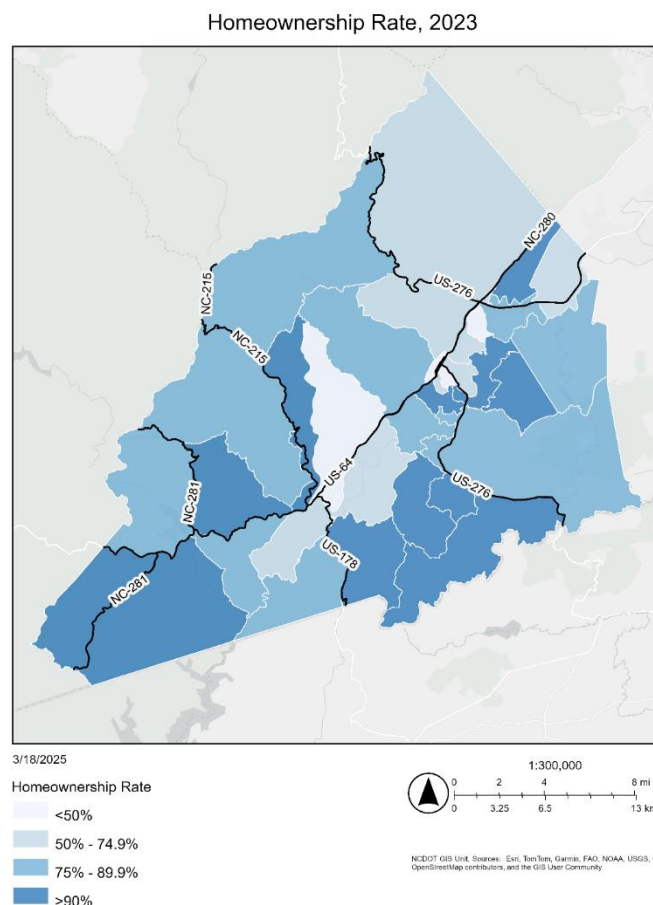 Homeownership Rate, 2023
NC-280
US-276
NC-215
NC-215
US-64
NC-281
US-276
US-178
NC-281
3/18/2025
1:300,000
Homeownership Rate
0 2 4 8 mi
0 3.25 6.5 13 km
<50%
50% - 74.9%
75% - 89.9%
>90%
NCDOT GIS Unit, Sources: Esri, TomTom, Garmin, FAO, NOAA, USGS,
OpenStreetMap contributors, and the GIS User Community